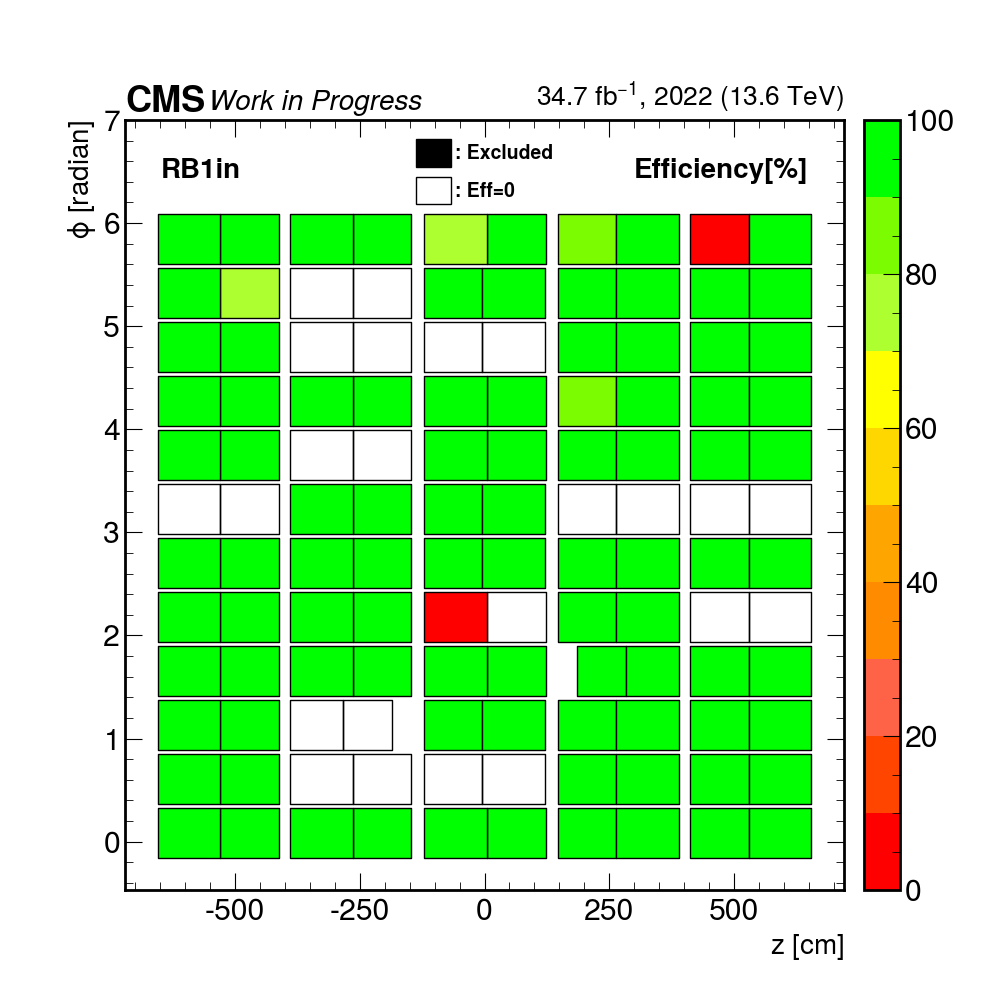 CMS Work in Progress
34.7 fb⁻¹, 2022 (13.6 TeV)
RB1in
: Excluded
: Eff=0
Efficiency[%]
ϕ [radian]
7
6
5
4
3
2
1
0
-500 -250 0 250 500
z [cm]
100
80
60
40
20
0